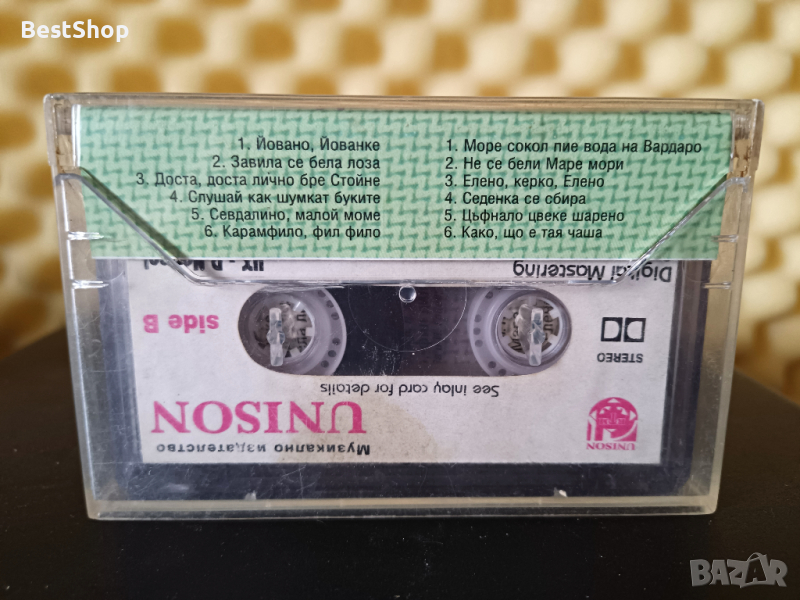 BestShop
1. Йовано, Йованке
2. Завила се бела лоза
3. Доста, доста лично бре Стойне
4. Слушай как шумкат буките
5. Севдалино, малой моме
6. Карамфило, фил фило
1. Море сокол пие вода на Вардаро
2. Не се бели Маре мори
3. Елено, керко, Елено
4. Седенка се сбира
5. Цъфнало цвеке шарено
6. Како, що е тая чаша
Digital Mastering
side B
STEREO
See inlay card for details
UNISON
Музикално издателство
UNISON
BAZAR